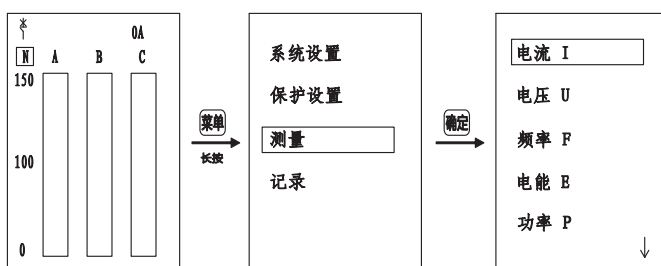 0A
N A B C
150
100
0
菜单
长按
系统设置
保护设置
测量
记录
确定
电流 I
电压 U
频率 F
电能 E
功率 P